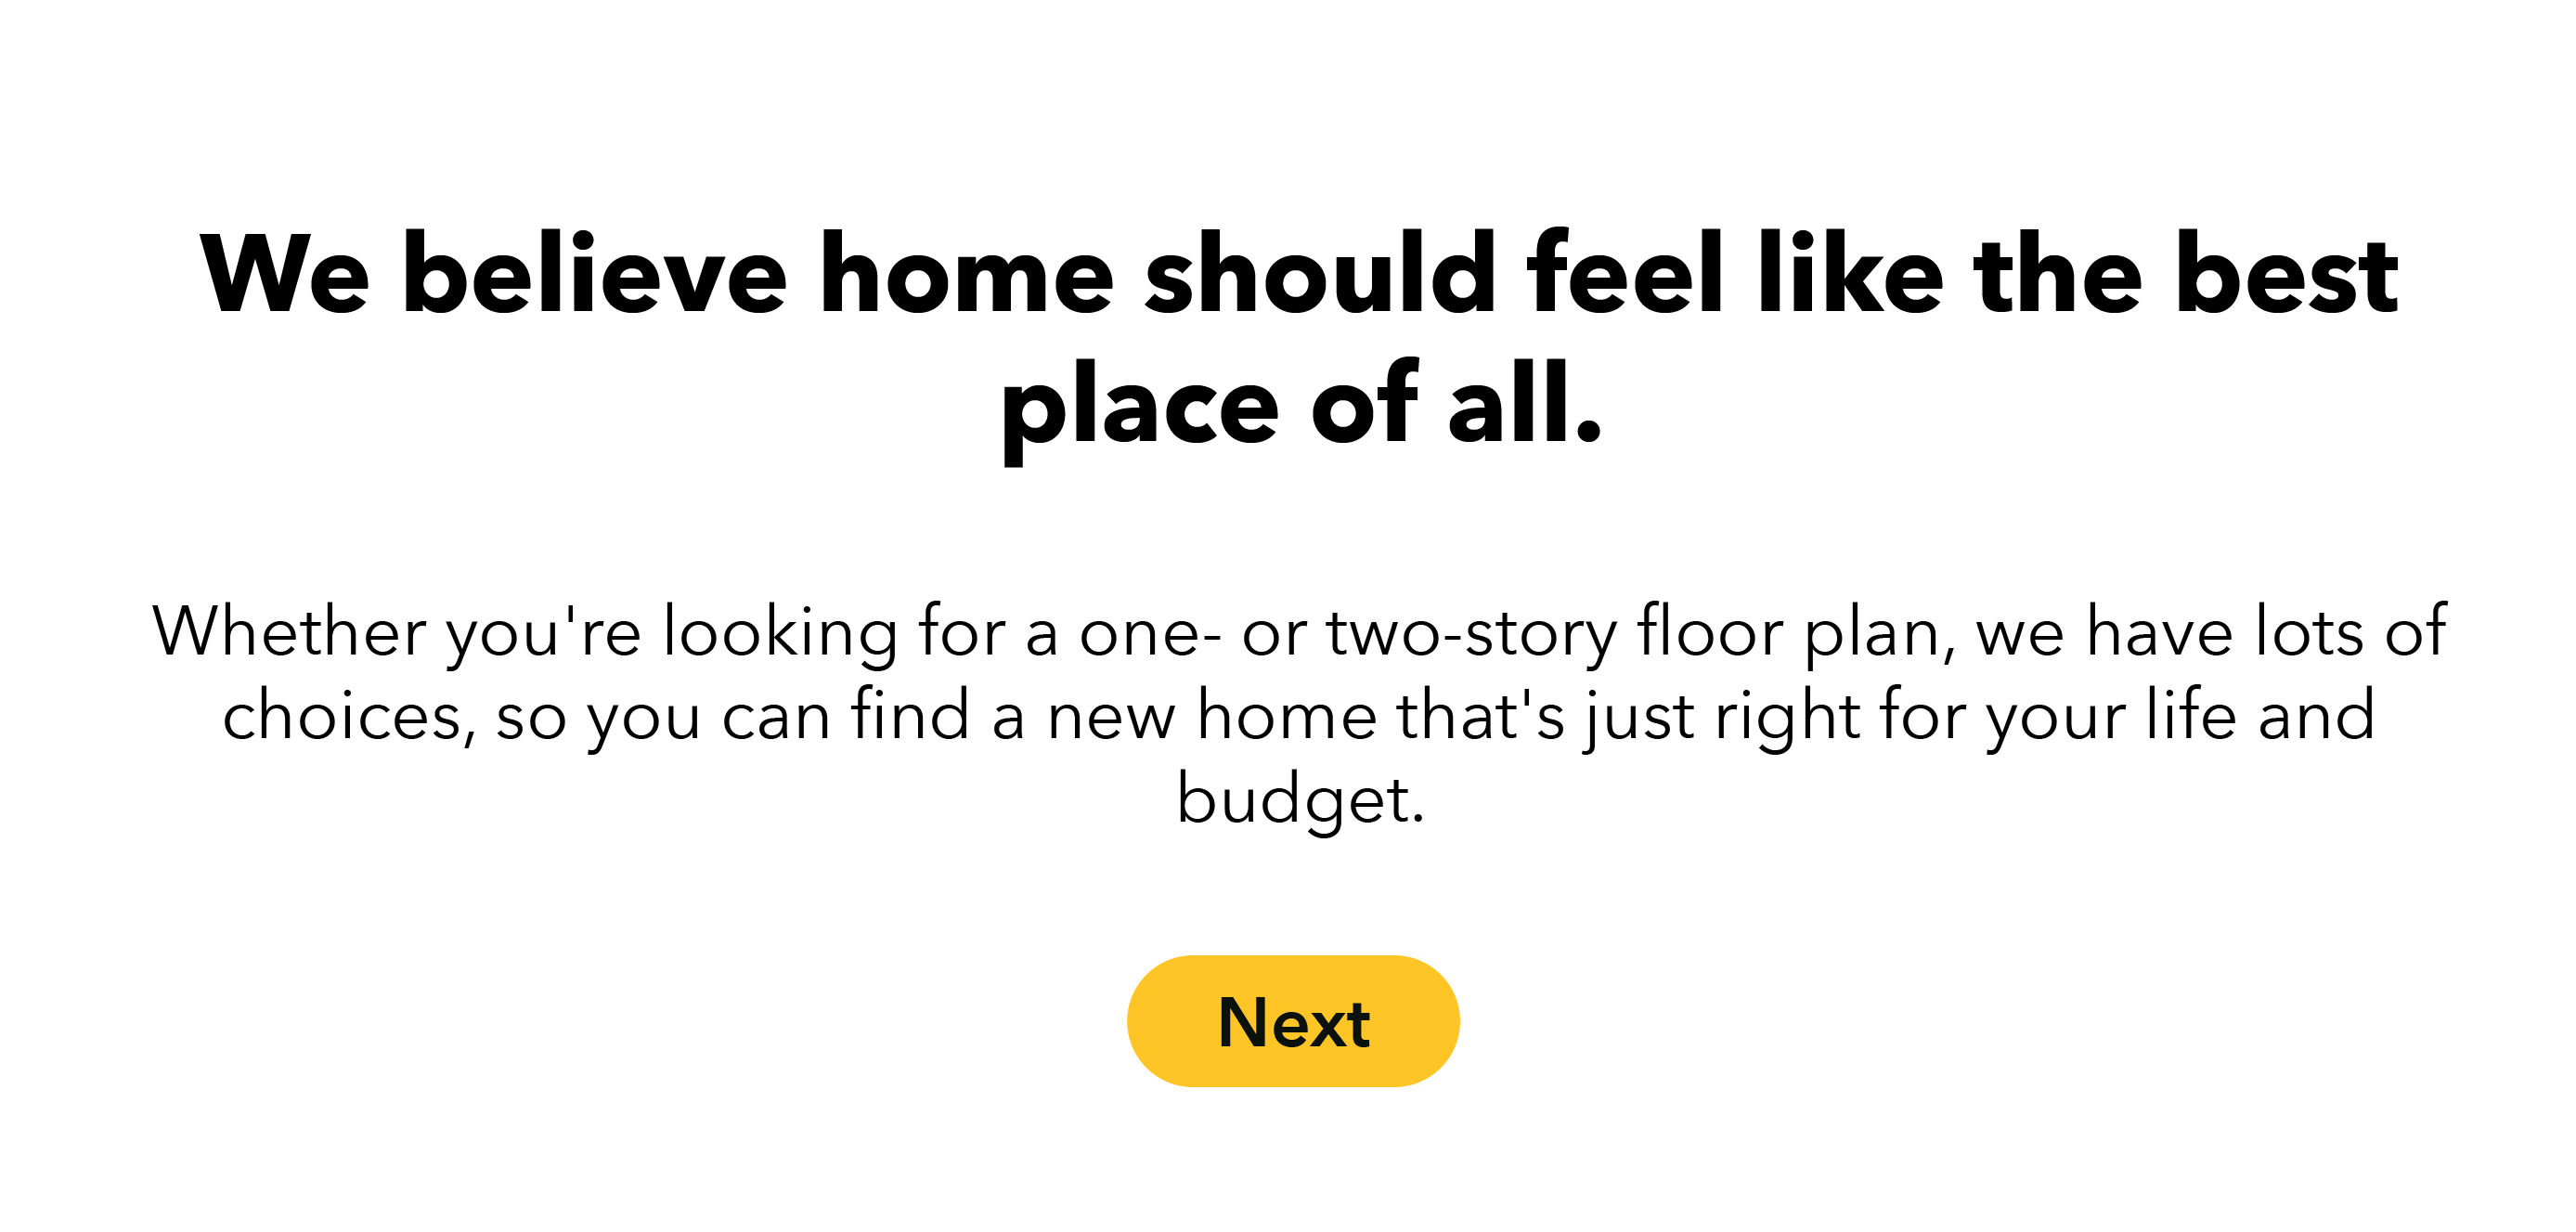 We believe home should feel like the best
place of all.
Whether you're looking for a one- or two-story floor plan, we have lots of
choices, so you can find a new home that's just right for your life and
budget.
Next